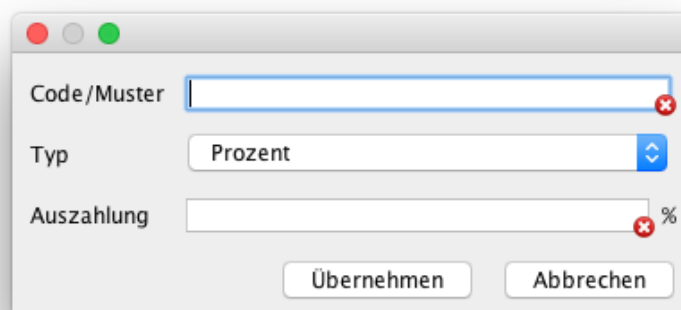 Code/Muster
Typ Prozent
Auszahlung %
Übernehmen Abbrechen